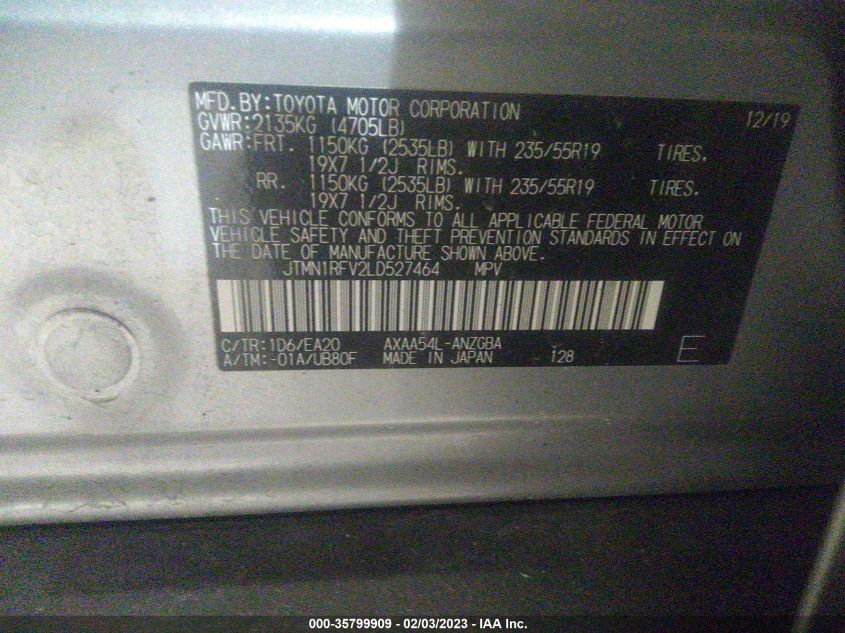 MFD.BY:TOYOTA MOTOR CORPORATION 12/19
GVWR:2135KG (4705LB)
GAWR:FRT. 1150KG (2535LB) WITH 235/55R19 TIRES.
19X7 1/2J RIMS.
RR. 1150KG (2535LB) WITH 235/55R19 TIRES.
19X7 1/2J RIMS.
THIS VEHICLE CONFORMS TO ALL APPLICABLE FEDERAL MOTOR
VEHICLE SAFETY AND THEFT PREVENTION STANDARDS IN EFFECT ON
THE DATE OF MANUFACTURE SHOWN ABOVE.
JTMN1RFV2LD527464 MPV
C/TR:1D6/EA20 AXAA54L-ANZGBA
A/TM:-01A/UB80F MADE IN JAPAN 128 E
000-35799909 - 02/03/2023 - IAA Inc.